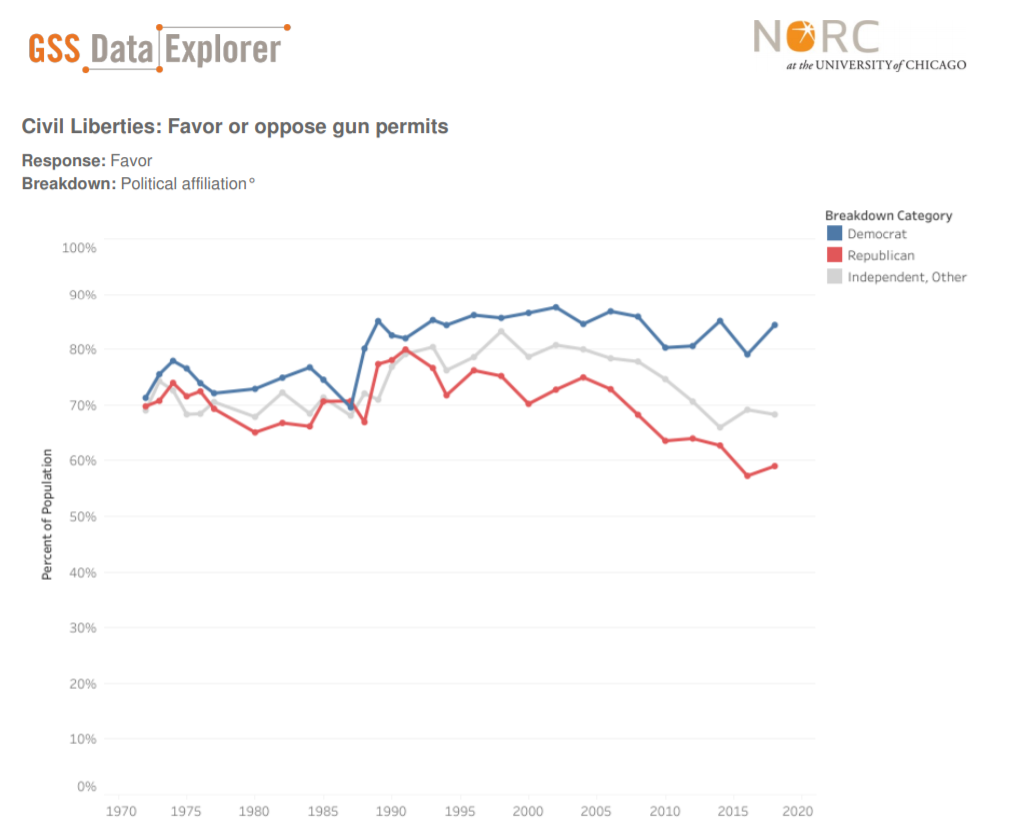 GSS Data Explorer
NORC
at the UNIVERSITY of CHICAGO
Civil Liberties: Favor or oppose gun permits
Response: Favor
Breakdown: Political affiliation°
Breakdown Category
Democrat
Republican
Independent, Other
100%
90%
80%
70%
60%
50%
40%
30%
20%
10%
0%
Percent of Population
1970 1975 1980 1985 1990 1995 2000 2005 2010 2015 2020